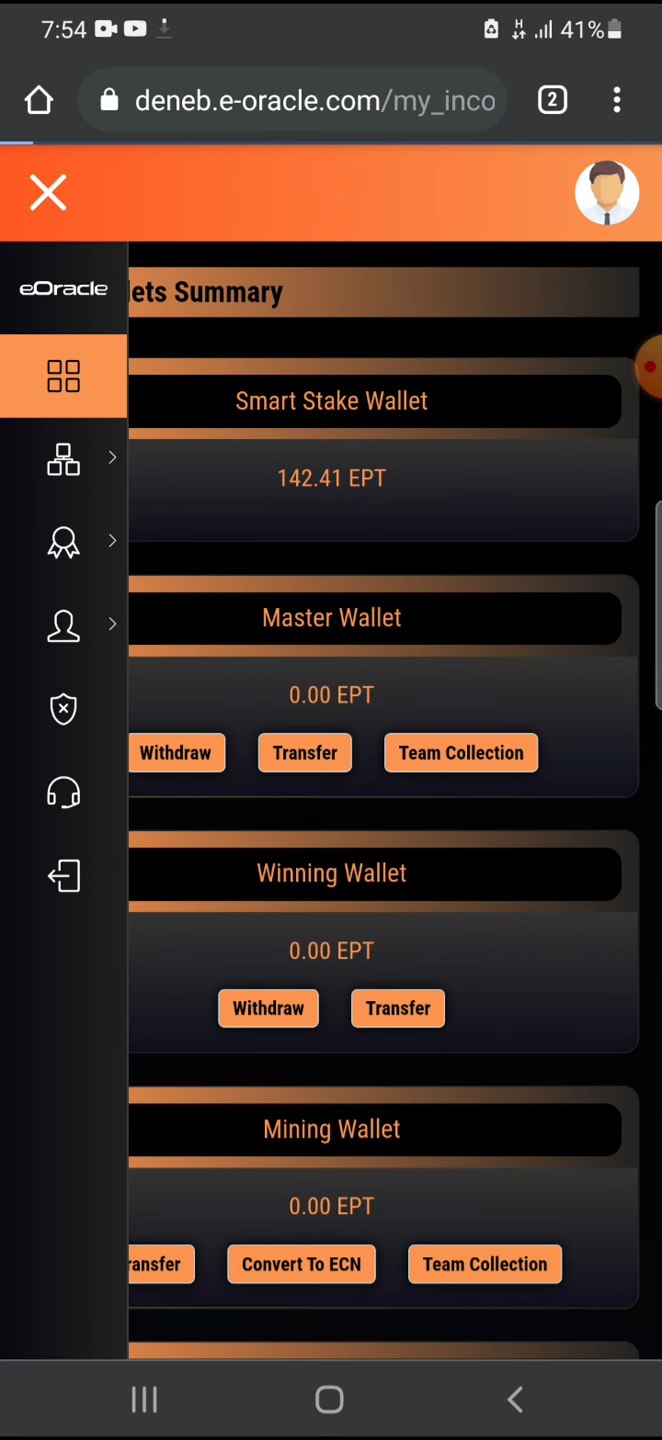 7:54
H
41%
deneb.e-oracle.com/my_inco
2
eOracle
lets Summary
Smart Stake Wallet
142.41 EPT
Master Wallet
0.00 EPT
Withdraw
Transfer
Team Collection
Winning Wallet
0.00 EPT
Withdraw
Transfer
Mining Wallet
0.00 EPT
ransfer
Convert To ECN
Team Collection